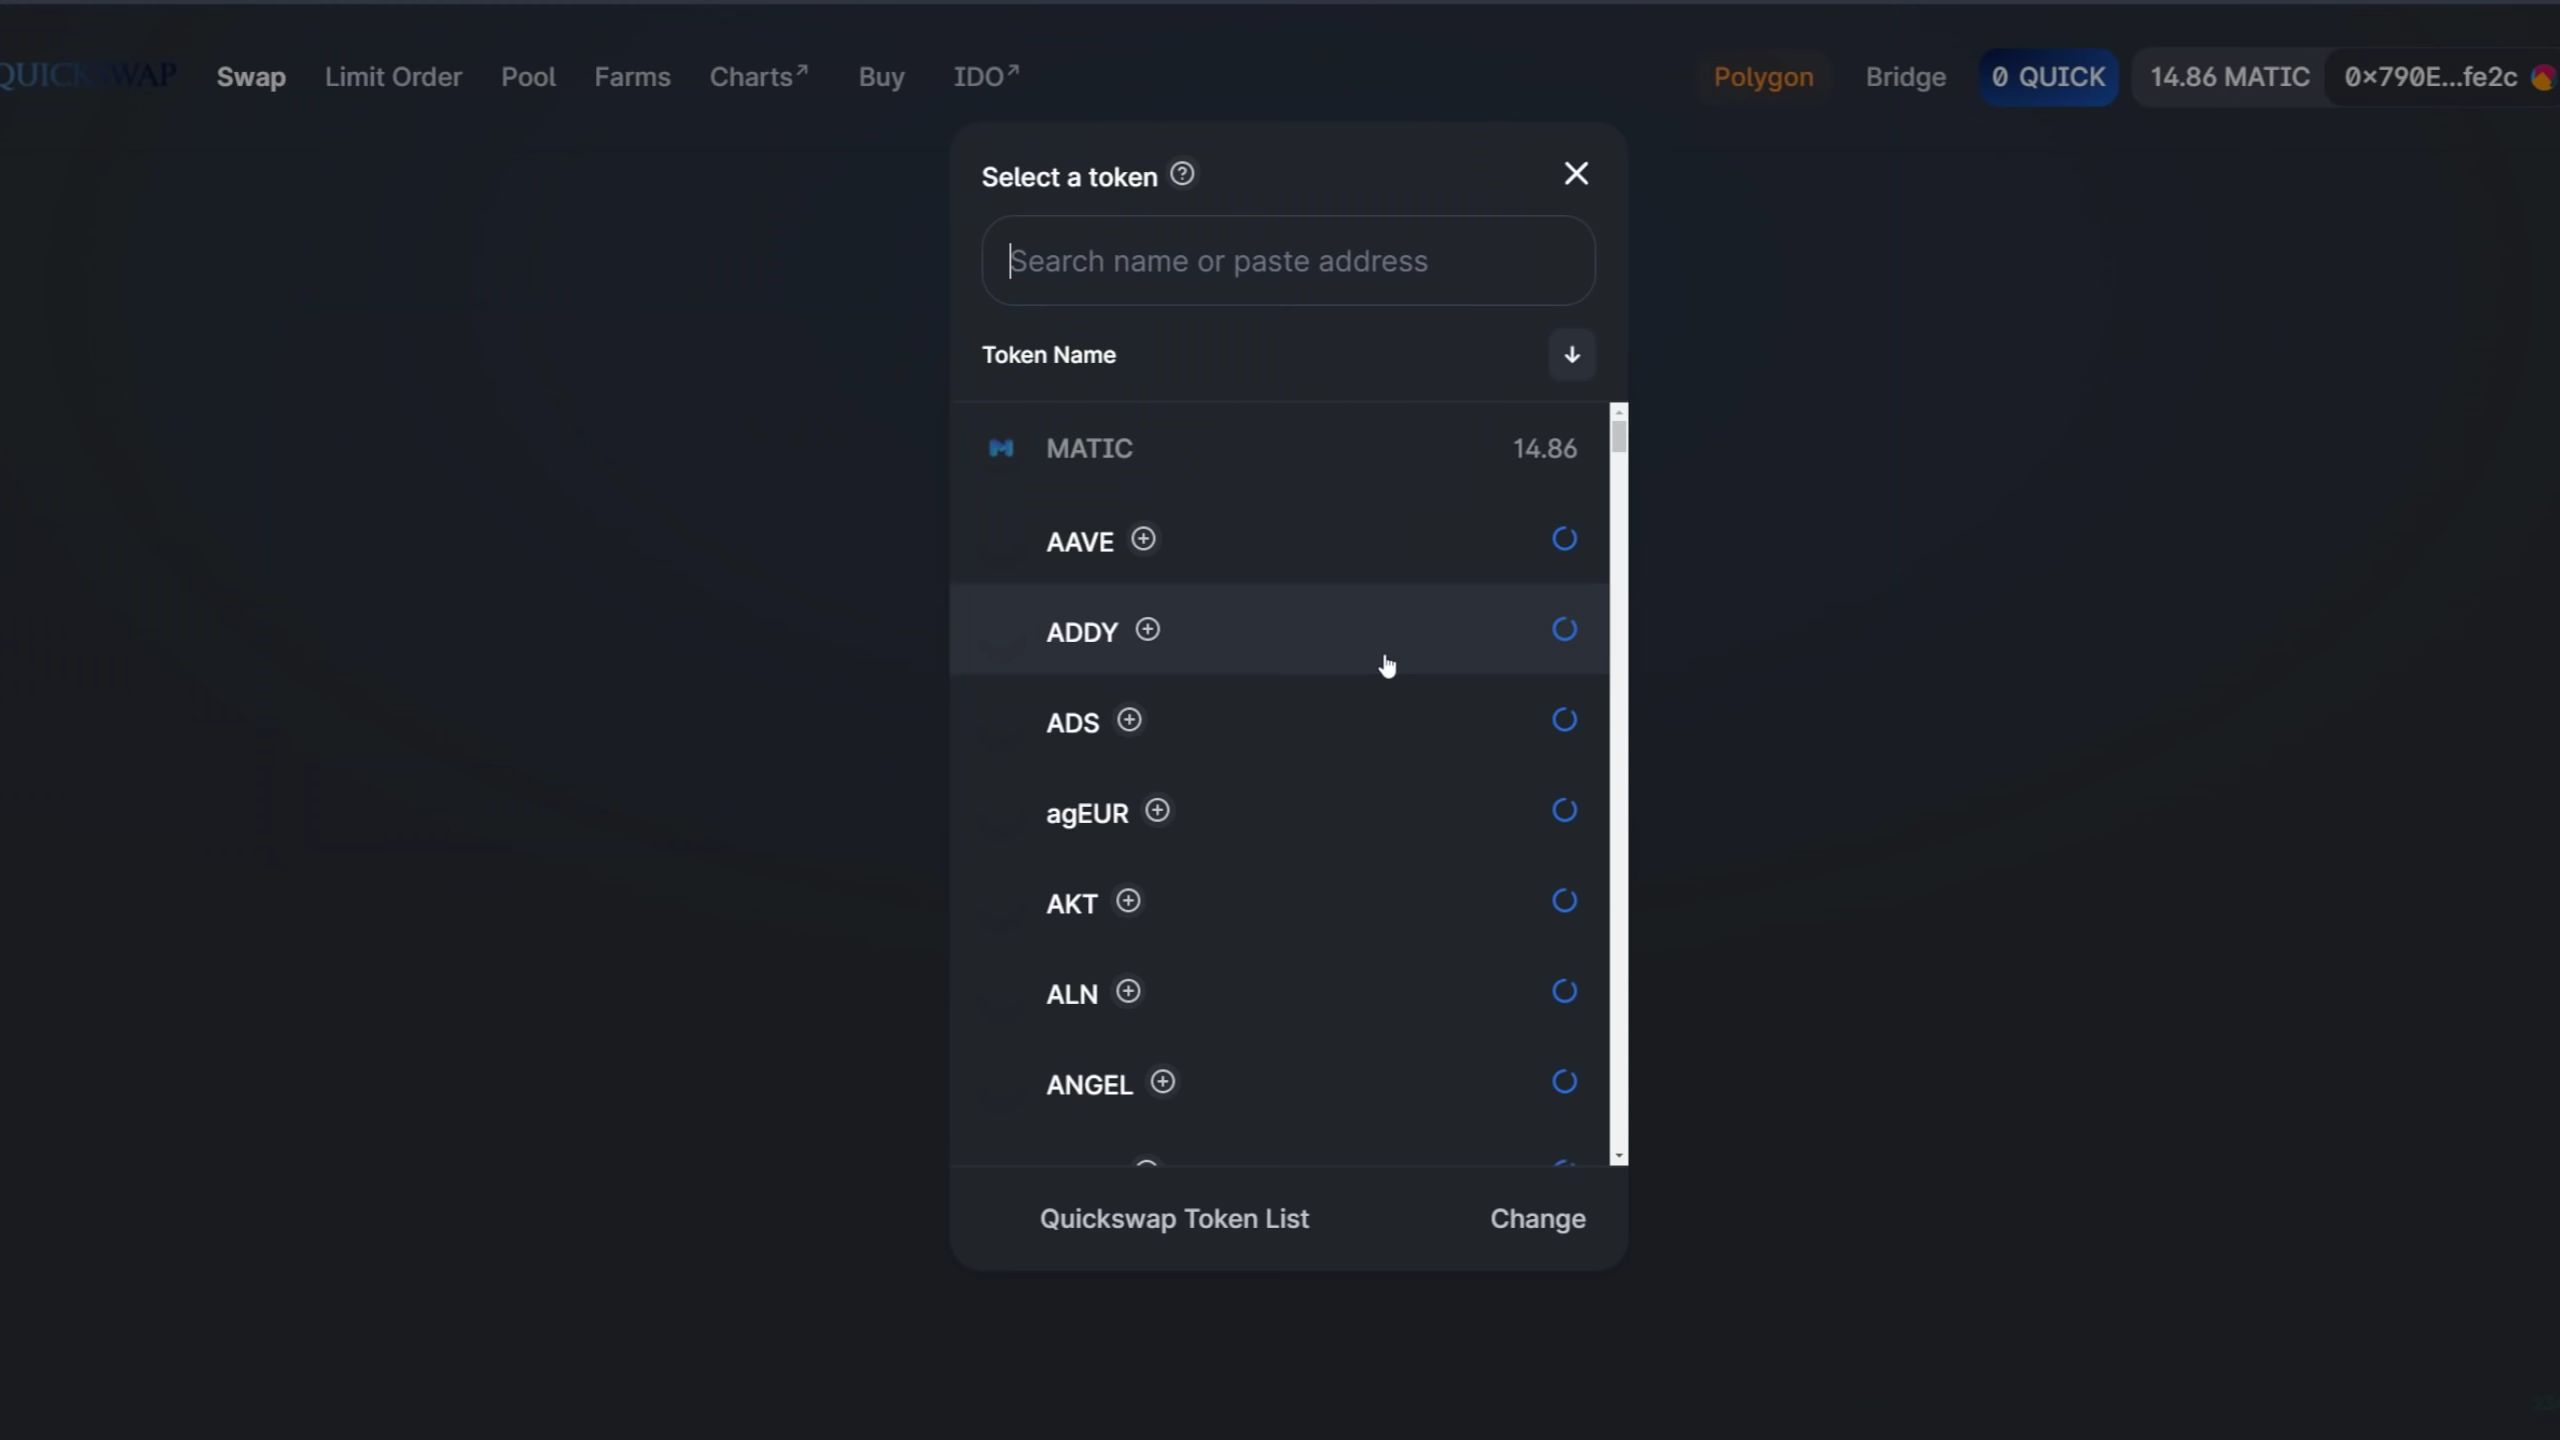 QUICKSWAP Swap Limit Order Pool Farms Charts↗ Buy IDO↗ Polygon Bridge 0 QUICK 14.86 MATIC 0x790E...fe2c
Select a token
Search name or paste address
Token Name
MATIC 14.86
AAVE
ADDY
ADS
agEUR
AKT
ALN
ANGEL
Quickswap Token List Change